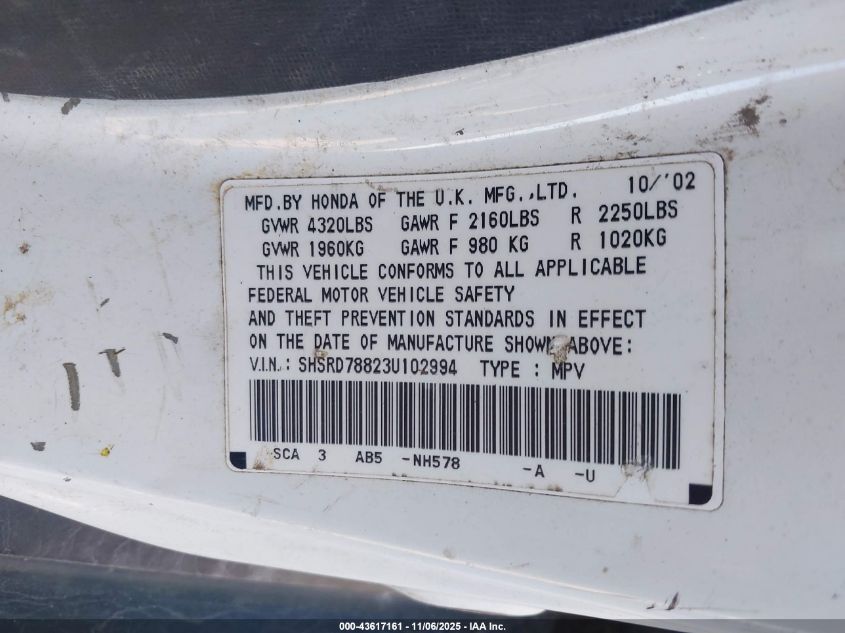 MFD.BY HONDA OF THE U.K. MFG.,LTD. 10/'02
GVWR 4320LBS GAWR F 2160LBS R 2250LBS
GVWR 1960KG GAWR F 980 KG R 1020KG
THIS VEHICLE CONFORMS TO ALL APPLICABLE
FEDERAL MOTOR VEHICLE SAFETY
AND THEFT PREVENTION STANDARDS IN EFFECT
ON THE DATE OF MANUFACTURE SHOWN ABOVE:
V.I.N.: SHSRD78823U102994 TYPE : MPV
SCA 3 AB5 -NH578 -A -U
000-43617161 - 11/06/2025 - IAA Inc.